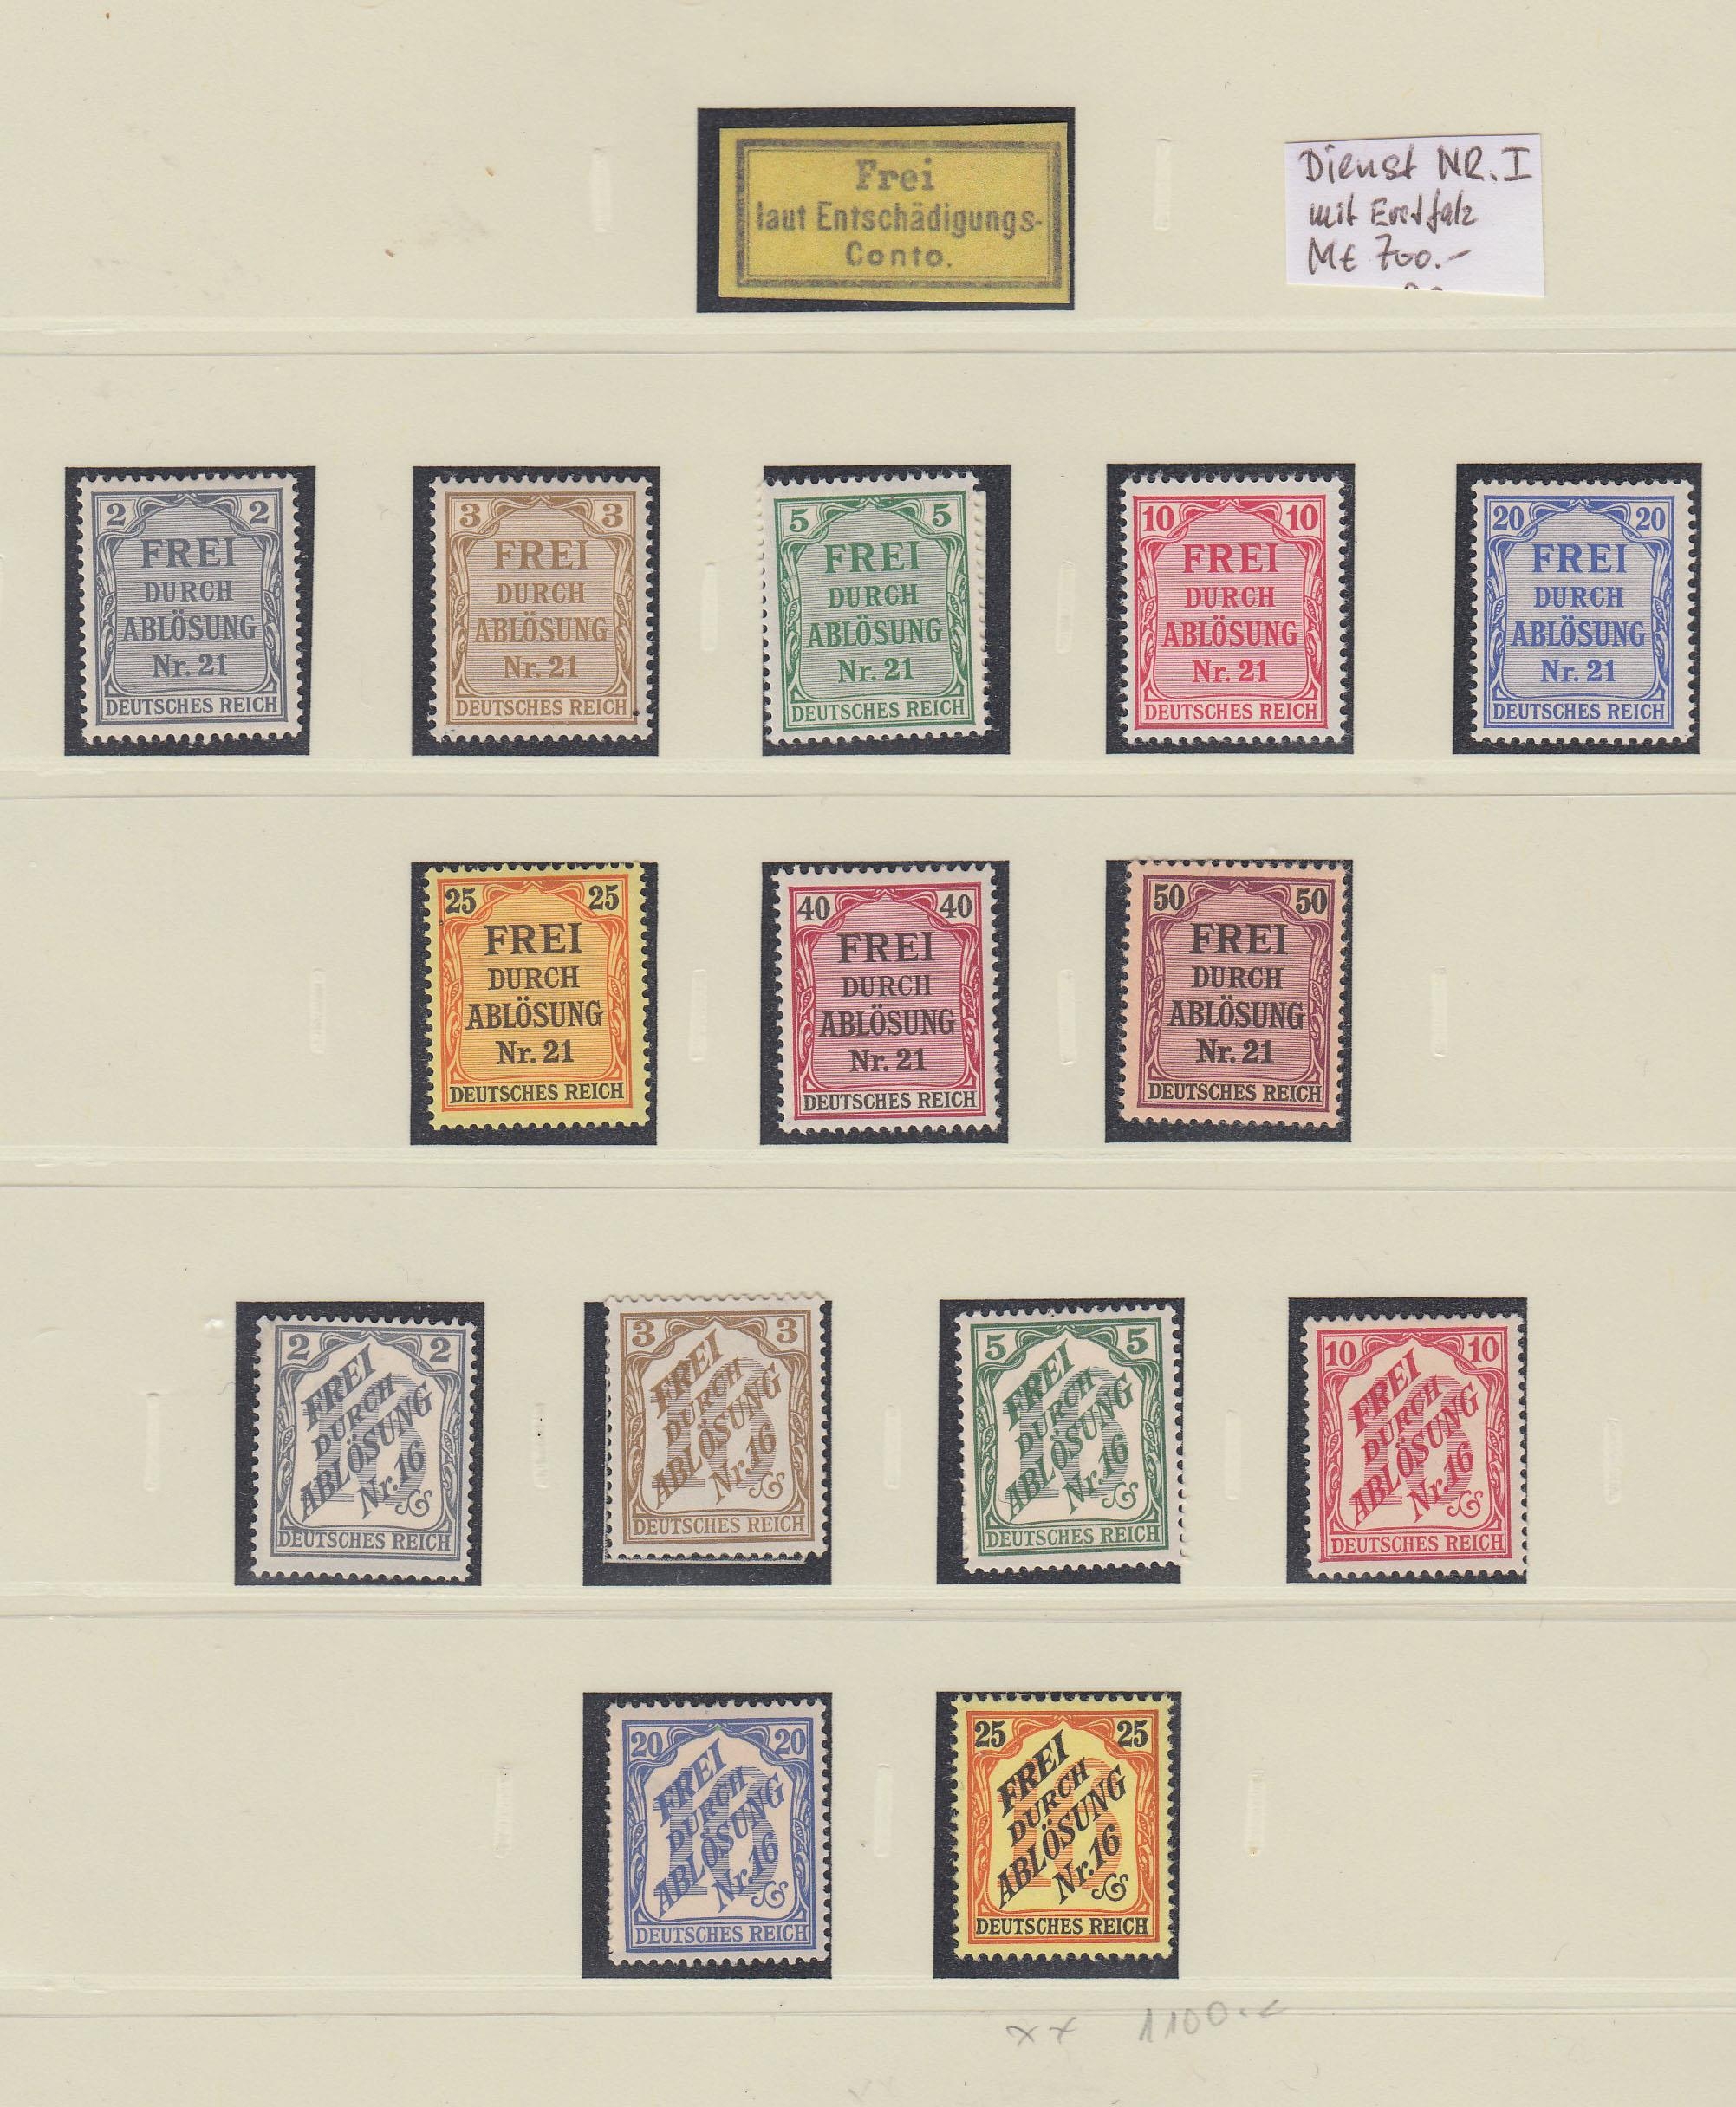 Frei
laut Entschädigungs-
Conto.
Dienst NR. I
mit Erstfalz
M€ 700.-
2 2
FREI
DURCH
ABLÖSUNG
Nr. 21
DEUTSCHES REICH
3 3
FREI
DURCH
ABLÖSUNG
Nr. 21
DEUTSCHES REICH
5 5
FREI
DURCH
ABLÖSUNG
Nr. 21
DEUTSCHES REICH
10 10
FREI
DURCH
ABLÖSUNG
Nr. 21
DEUTSCHES REICH
20 20
FREI
DURCH
ABLÖSUNG
Nr. 21
DEUTSCHES REICH
25 25
FREI
DURCH
ABLÖSUNG
Nr. 21
DEUTSCHES REICH
40 40
FREI
DURCH
ABLÖSUNG
Nr. 21
DEUTSCHES REICH
50 50
FREI
DURCH
ABLÖSUNG
Nr. 21
DEUTSCHES REICH
2 2
FREI
DURCH
ABLÖSUNG
Nr. 16
DEUTSCHES REICH
3 3
FREI
DURCH
ABLÖSUNG
Nr. 16
DEUTSCHES REICH
5 5
FREI
DURCH
ABLÖSUNG
Nr. 16
DEUTSCHES REICH
10 10
FREI
DURCH
ABLÖSUNG
Nr. 16
DEUTSCHES REICH
20 20
FREI
DURCH
ABLÖSUNG
Nr. 16
DEUTSCHES REICH
25 25
FREI
DURCH
ABLÖSUNG
Nr. 16
DEUTSCHES REICH
xx 1100.-